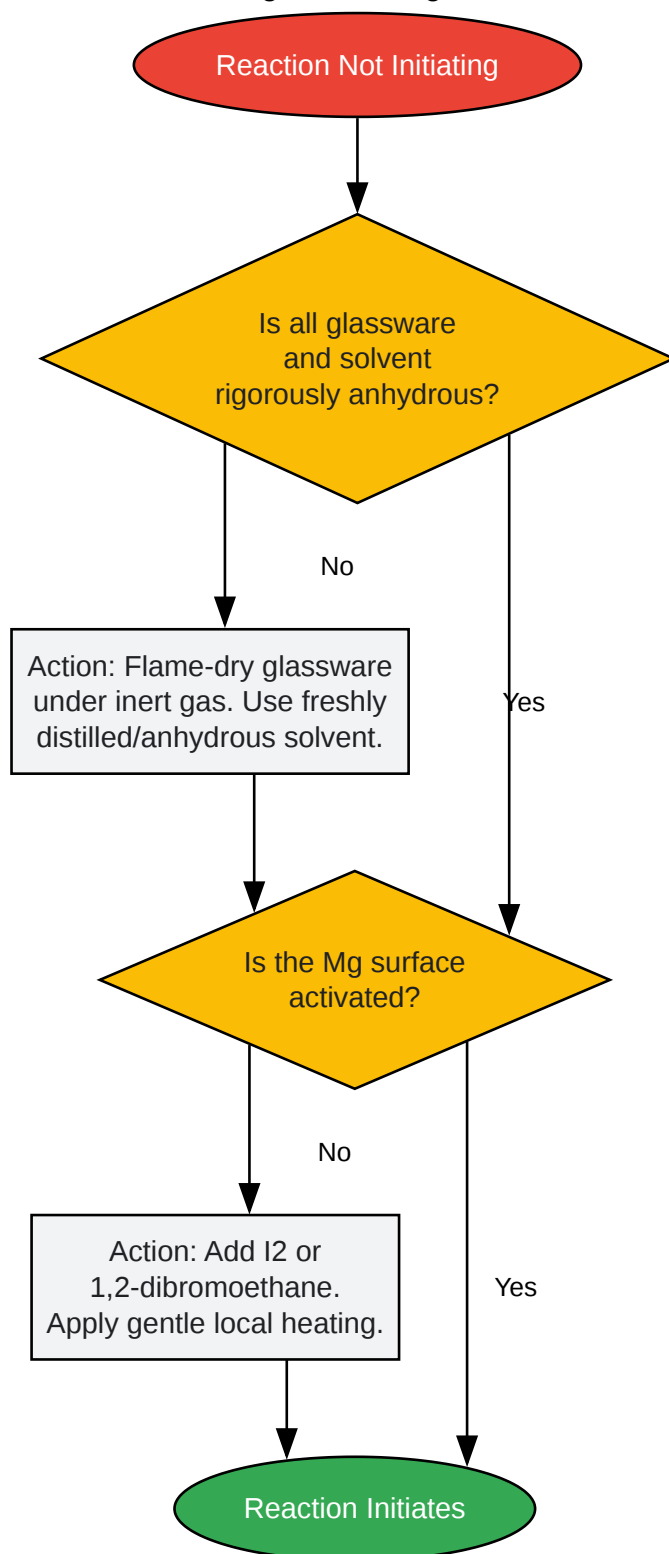 Reaction Not Initiating
Is all glassware
and solvent
rigorously anhydrous?
No
Action: Flame-dry glassware
under inert gas. Use freshly
distilled/anhydrous solvent.
Yes
Is the Mg surface
activated?
No
Action: Add I2 or
1,2-dibromoethane.
Apply gentle local heating.
Yes
Reaction Initiates